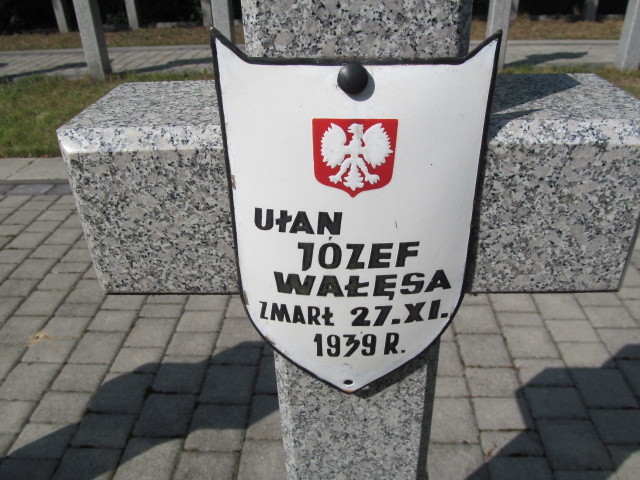 UłAN
JÓZEF
WAŁĘSA
ZMARŁ 27.XI.
1939 R.